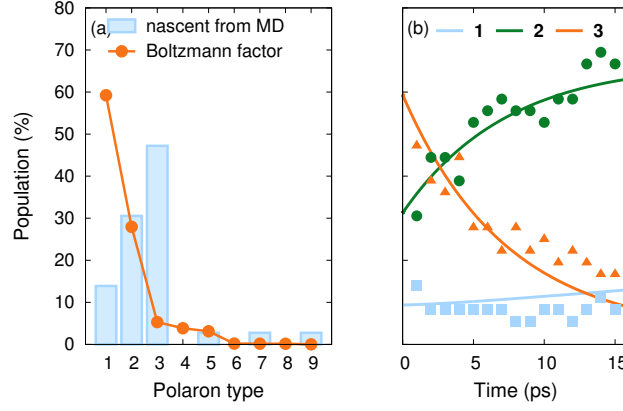 80
70
60
50
40
30
20
10
0
Population (%)
(a)
nascent from MD
Boltzmann factor
1 2 3 4 5 6 7 8 9
Polaron type
(b)
1 2 3
0 5 10 15
Time (ps)